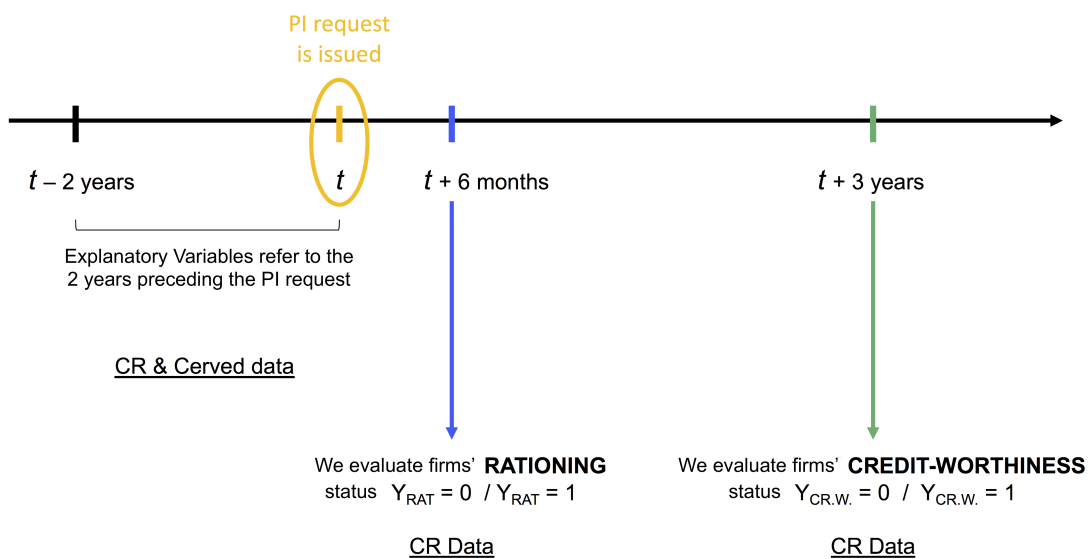 PI request
is issued
t – 2 years
t
t + 6 months
t + 3 years
Explanatory Variables refer to the
2 years preceding the PI request
CR & Cerved data
We evaluate firms’ RATIONING
status Y_RAT = 0 / Y_RAT = 1
CR Data
We evaluate firms’ CREDIT-WORTHINESS
status Y_CR.W. = 0 / Y_CR.W. = 1
CR Data